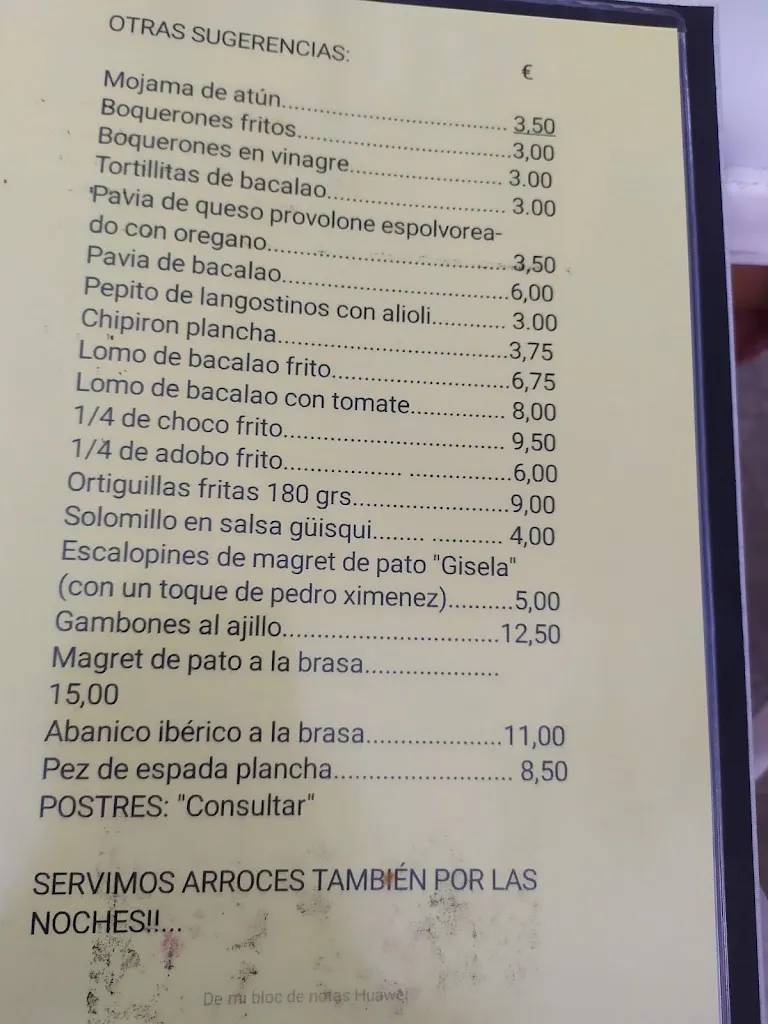 OTRAS SUGERENCIAS:
€
Mojama de atún.................................. 3,50
Boquerones fritos................................3,00
Boquerones en vinagre....................... 3.00
Tortillitas de bacalao.......................... 3.00
'Pavia de queso provolone espolvorea-
do con oregano...................................3,50
Pavia de bacalao.................................6,00
Pepito de langostinos con alioli........... 3.00
Chipiron plancha.................................3,75
Lomo de bacalao frito..........................6,75
Lomo de bacalao con tomate............. 8,00
1/4 de choco frito................................ 9,50
1/4 de adobo frito................ ..............6,00
Ortiguillas fritas 180 grs......................9,00
Solomillo en salsa güisqui....... .......... 4,00
Escalopines de magret de pato "Gisela"
(con un toque de pedro ximenez).........5,00
Gambones al ajillo...............................12,50
Magret de pato a la brasa...................
15,00
Abanico ibérico a la brasa...................11,00
Pez de espada plancha......................... 8,50
POSTRES: "Consultar"
SERVIMOS ARROCES TAMBIÉN POR LAS
NOCHES!!...
De mi bloc de notas Huawei